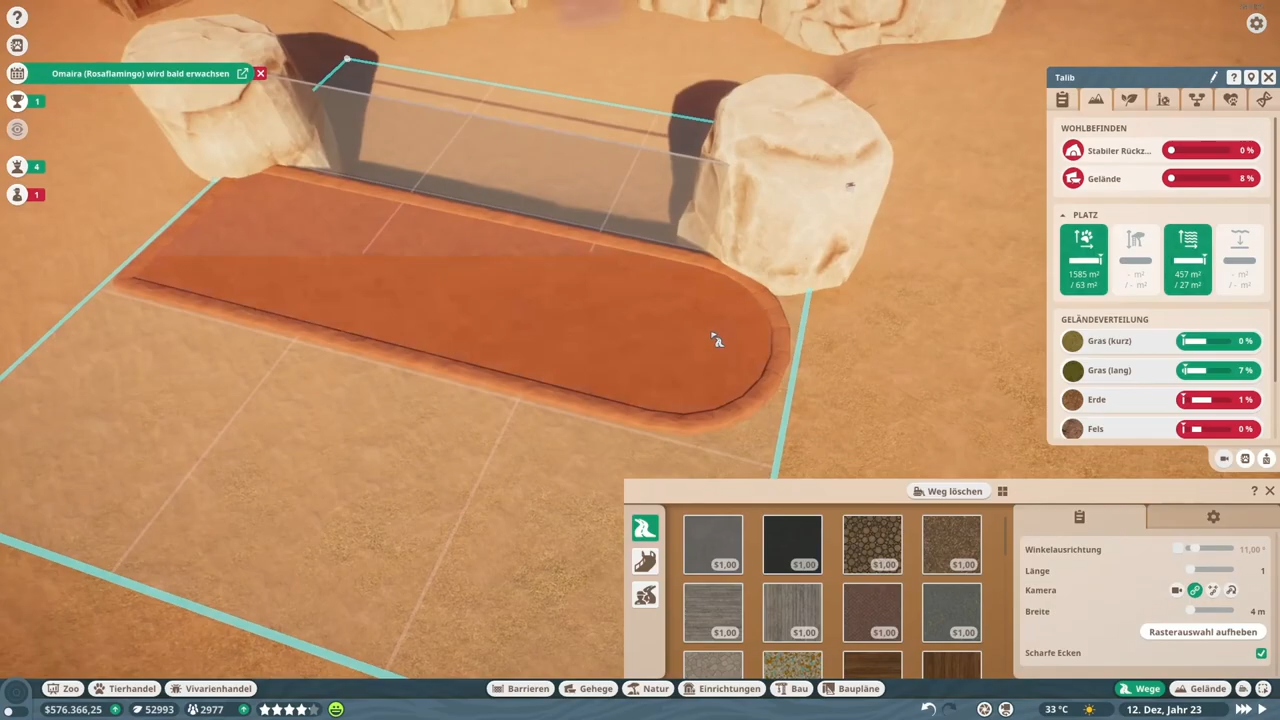 Omaira (Rosaflamingo) wird bald erwachsen
1
4
1
Talib
WOHLBEFINDEN
Stabiler Rückz... 0 %
Gelände 8 %
PLATZ
1585 m² / 63 m²
- m² / - m²
457 m² / 27 m²
- m² / - m²
GELÄNDEVERTEILUNG
Gras (kurz) 0 %
Gras (lang) 7 %
Erde 1 %
Fels 0 %
Weg löschen
$1,00 $1,00 $1,00 $1,00
$1,00 $1,00 $1,00 $1,00
Winkelausrichtung 11,00 °
Länge 1
Kamera
Breite 4 m
Rasterauswahl aufheben
Scharfe Ecken
Zoo Tierhandel Vivarienhandel Barrieren Gehege Natur Einrichtungen Bau Baupläne Wege Gelände
$576.366,25 52993 2977 33 °C 12. Dez, Jahr 23